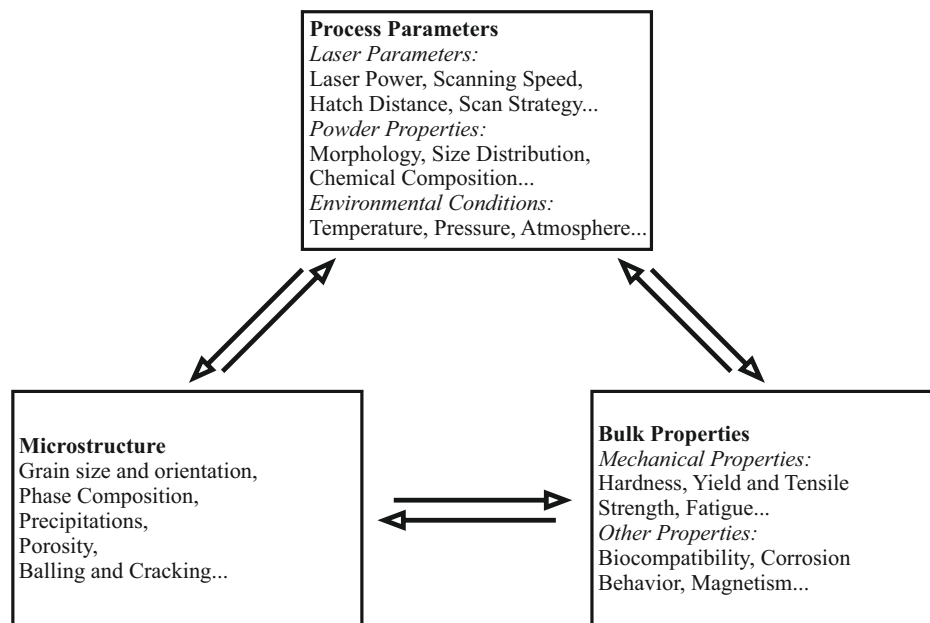 Process Parameters
Laser Parameters:
Laser Power, Scanning Speed,
Hatch Distance, Scan Strategy...
Powder Properties:
Morphology, Size Distribution,
Chemical Composition...
Environmental Conditions:
Temperature, Pressure, Atmosphere...
Microstructure
Grain size and orientation,
Phase Composition,
Precipitations,
Porosity,
Balling and Cracking...
Bulk Properties
Mechanical Properties:
Hardness, Yield and Tensile
Strength, Fatigue...
Other Properties:
Biocompatibility, Corrosion
Behavior, Magnetism...